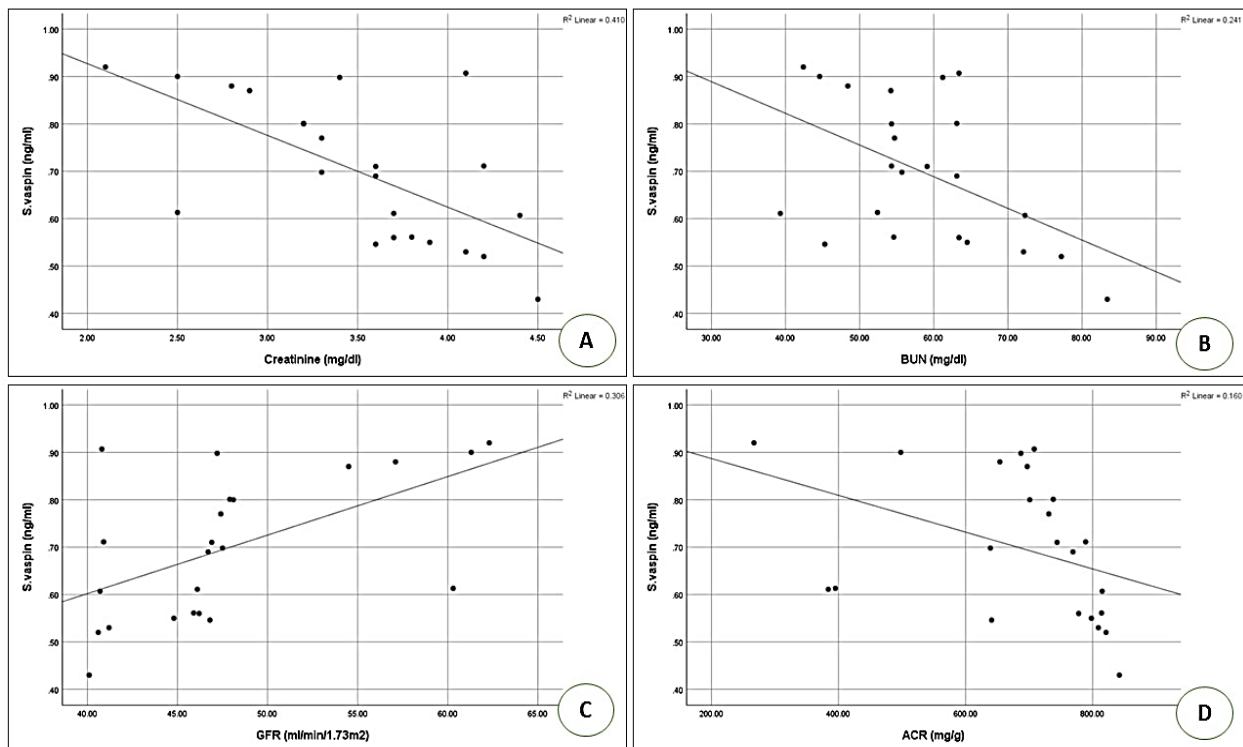 R² Linear = 0.410
1.00
.90
.80
.70
.60
.50
.40
S.vaspin (ng/ml)
2.00 2.50 3.00 3.50 4.00 4.50
Creatinine (mg/dl)
A
R² Linear = 0.241
1.00
.90
.80
.70
.60
.50
.40
S.vaspin (ng/ml)
30.00 40.00 50.00 60.00 70.00 80.00 90.00
BUN (mg/dl)
B
R² Linear = 0.306
1.00
.90
.80
.70
.60
.50
.40
S.vaspin (ng/ml)
40.00 45.00 50.00 55.00 60.00 65.00
GFR (ml/min/1.73m2)
C
R² Linear = 0.160
1.00
.90
.80
.70
.60
.50
.40
S.vaspin (ng/ml)
200.00 400.00 600.00 800.00
ACR (mg/g)
D